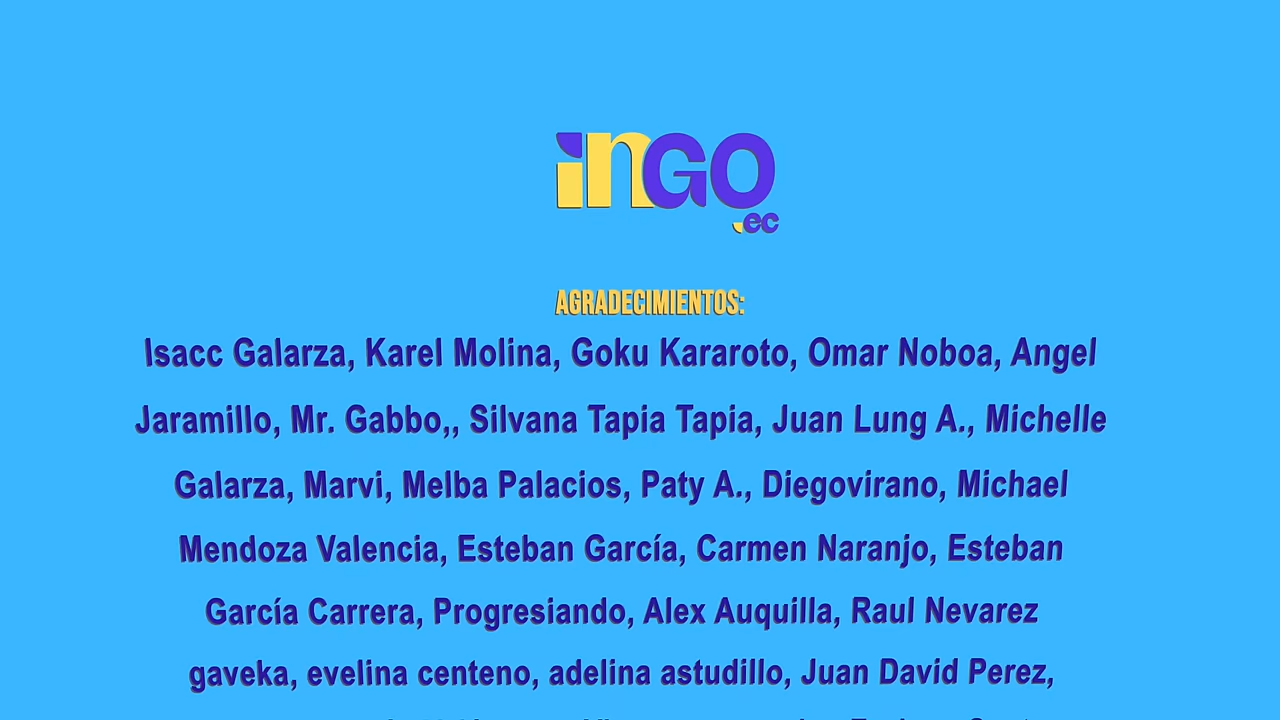 inGO
.ec
AGRADECIMIENTOS:
Isacc Galarza, Karel Molina, Goku Kararoto, Omar Noboa, Angel
Jaramillo, Mr. Gabbo,, Silvana Tapia Tapia, Juan Lung A., Michelle
Galarza, Marvi, Melba Palacios, Paty A., Diegovirano, Michael
Mendoza Valencia, Esteban García, Carmen Naranjo, Esteban
García Carrera, Progresiando, Alex Auquilla, Raul Nevarez
gaveka, evelina centeno, adelina astudillo, Juan David Perez,